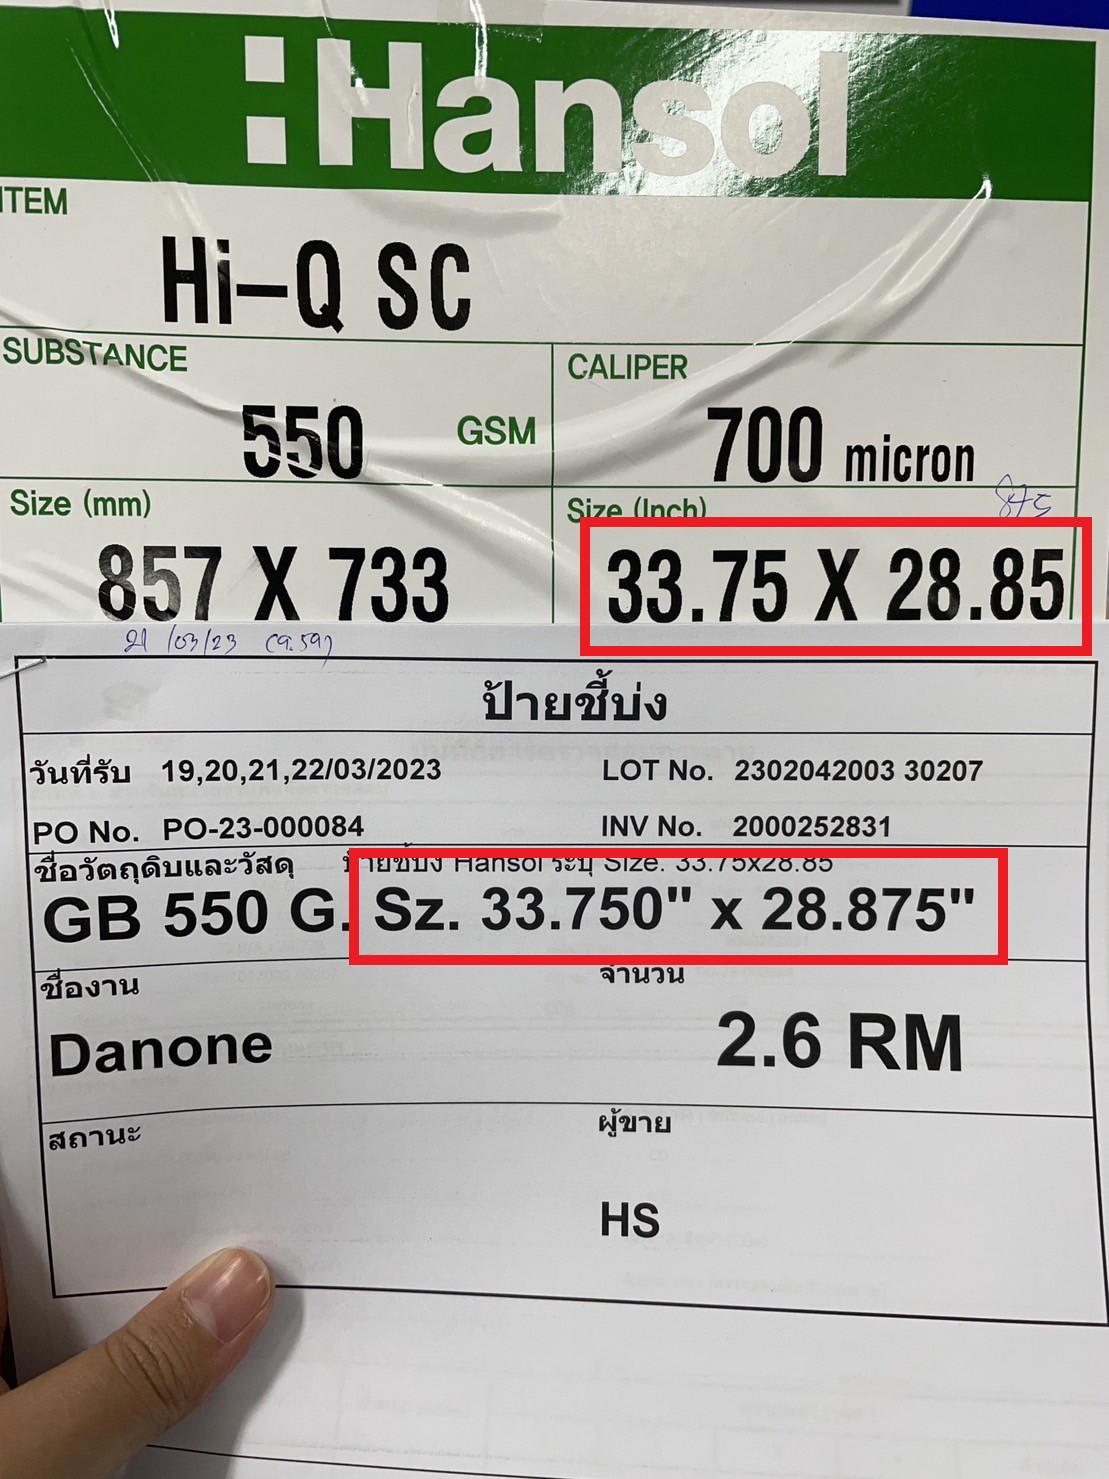 Hansol
ITEM
Hi-Q SC
SUBSTANCE
550 GSM
CALIPER
700 micron
Size (mm)
857 X 733
Size (Inch)
875
33.75 X 28.85
21/03/23 (9.59)
ป้ายชี้บ่ง
วันที่รับ 19,20,21,22/03/2023
LOT No. 2302042003 30207
PO No. PO-23-000084
INV No. 2000252831
ชื่อวัตถุดิบและวัสดุ ป้ายชี้บ่ง Hansol ระบุ Size. 33.75x28.85
GB 550 G. Sz. 33.750" x 28.875"
ชื่องาน
จำนวน
Danone
2.6 RM
สถานะ
ผู้ขาย
HS